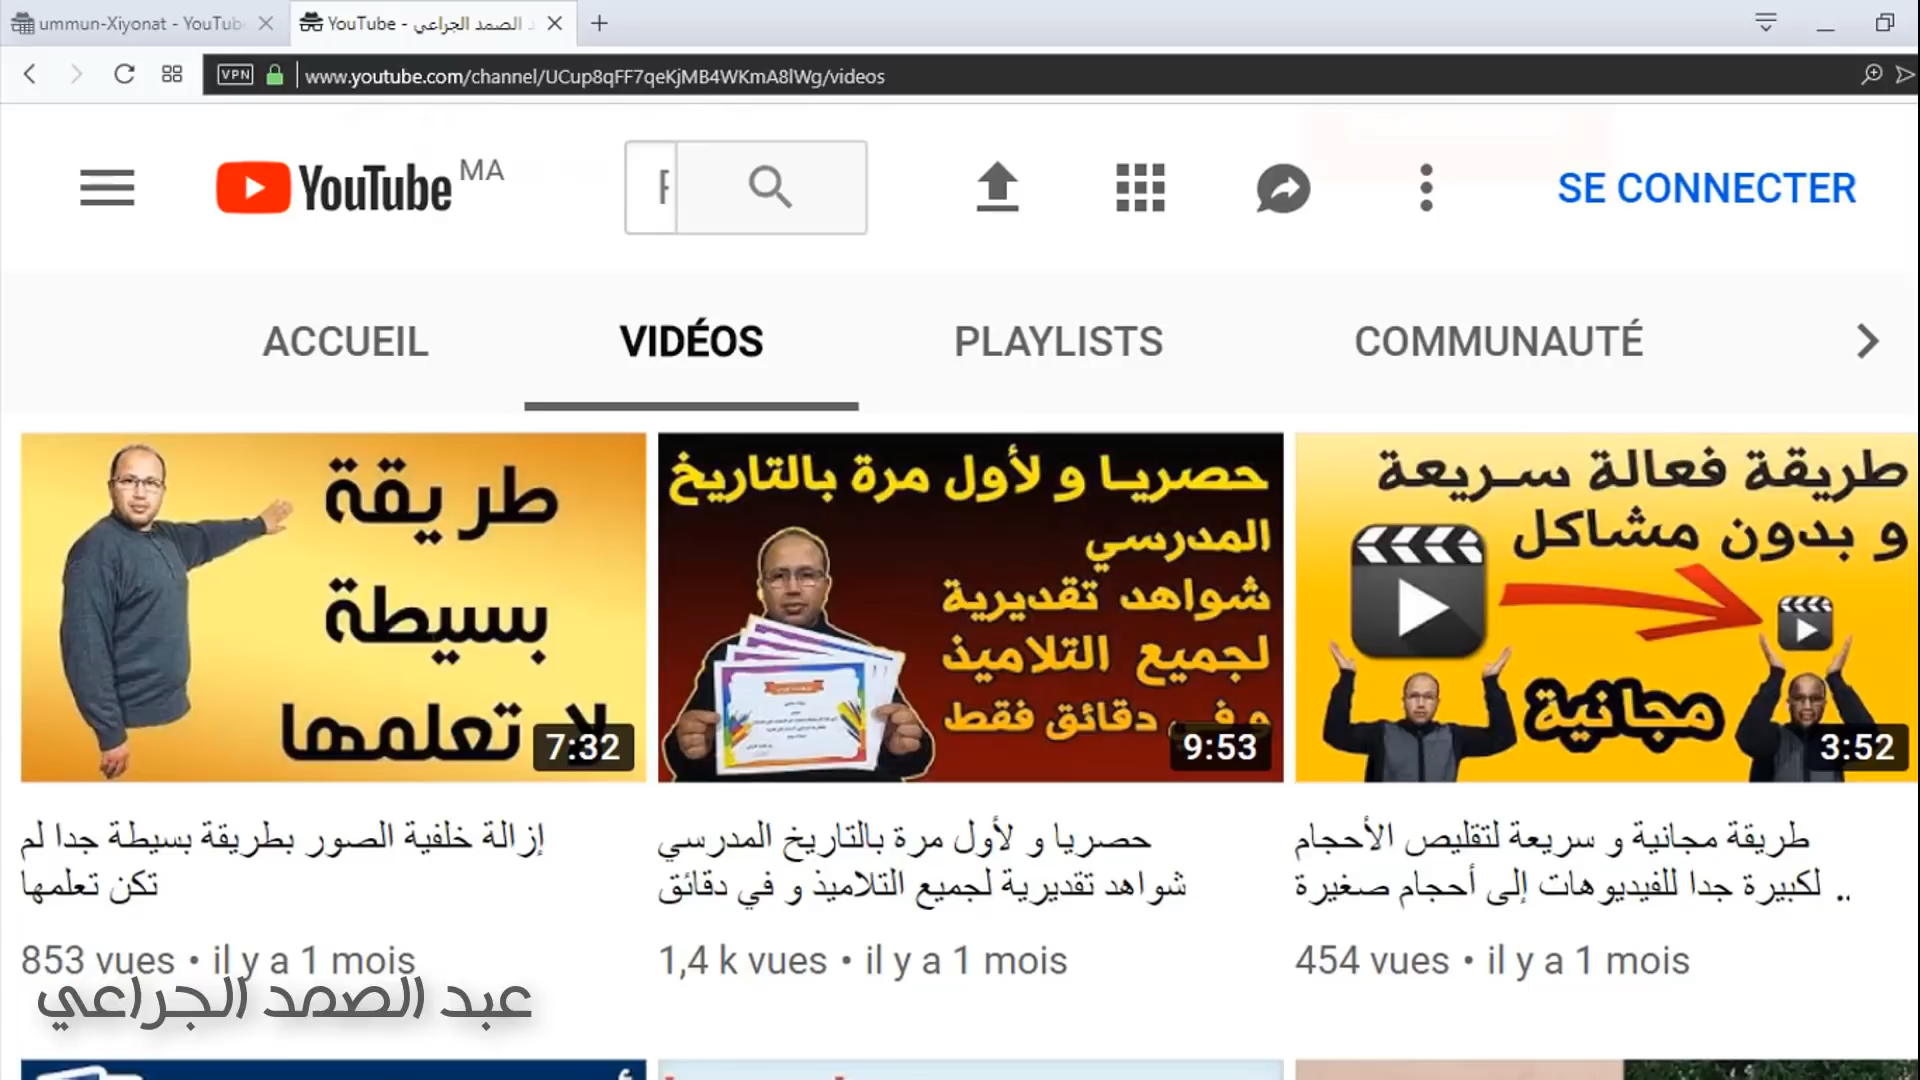 ummun-Xiyonat - YouTub
YouTube - د الصمد الجراعي
VPN
www.youtube.com/channel/UCup8qFF7qeKjMB4WKmA8lWg/videos
YouTube MA
SE CONNECTER
ACCUEIL
VIDÉOS
PLAYLISTS
COMMUNAUTÉ
طريقة
بسيطة
لا تعلمها
7:32
حصريا و لأول مرة بالتاريخ
المدرسي
شواهد تقديرية
لجميع التلاميذ
و في دقائق فقط
9:53
طريقة فعالة سريعة
و بدون مشاكل
مجانية
3:52
إزالة خلفية الصور بطريقة بسيطة جدا لم
تكن تعلمها
853 vues • il y a 1 mois
حصريا و لأول مرة بالتاريخ المدرسي
شواهد تقديرية لجميع التلاميذ و في دقائق
1,4 k vues • il y a 1 mois
طريقة مجانية و سريعة لتقليص الأحجام
لكبيرة جدا للفيديوهات إلى أحجام صغيرة ..
454 vues • il y a 1 mois
عبد الصمد الجراعي